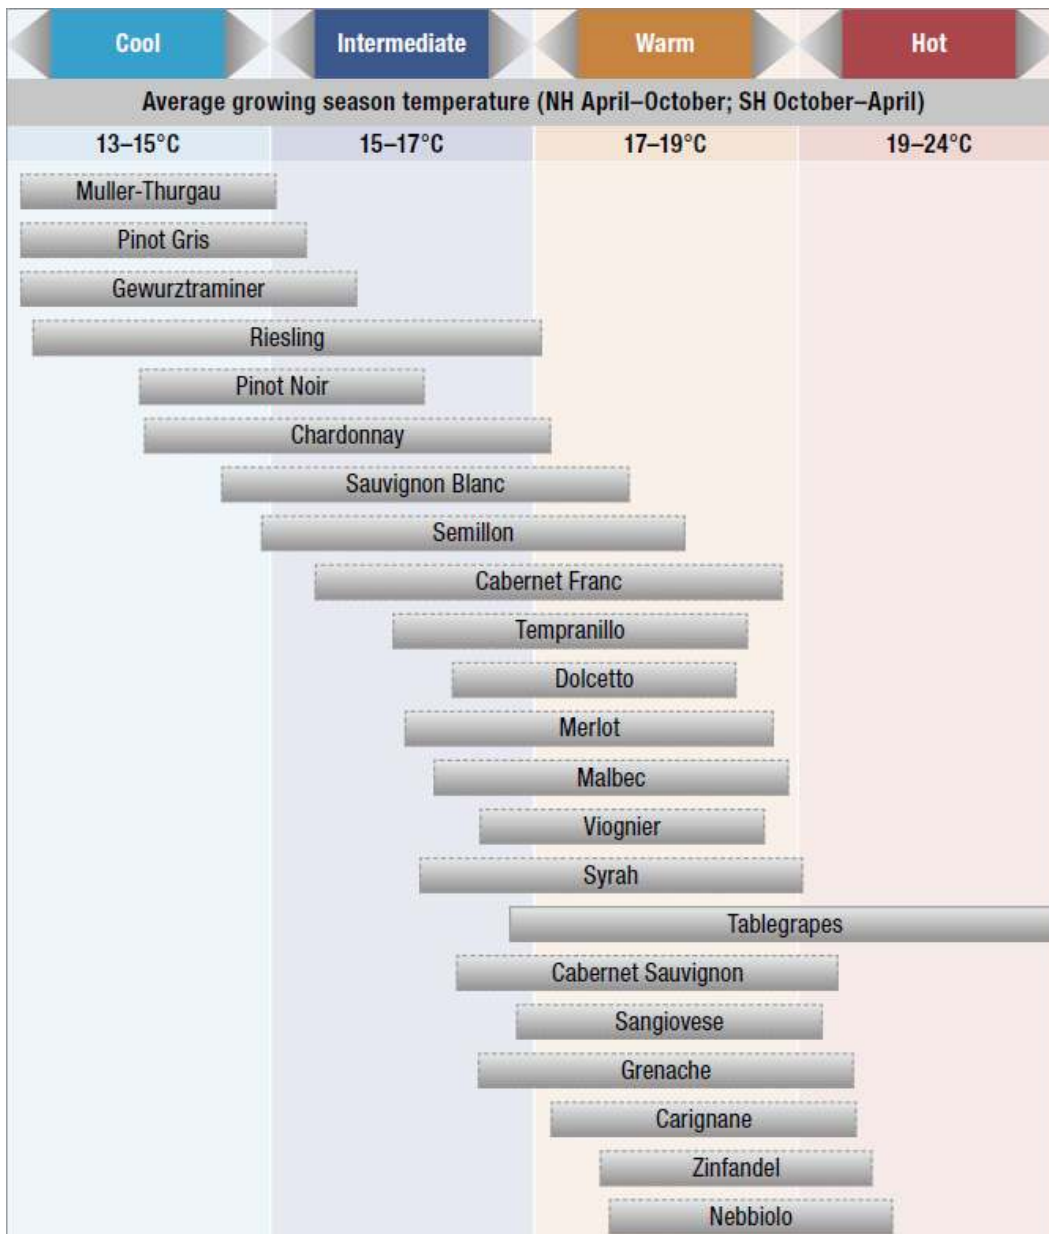 Cool Intermediate Warm Hot
Average growing season temperature (NH April–October; SH October–April)
13–15°C 15–17°C 17–19°C 19–24°C
Muller-Thurgau
Pinot Gris
Gewurztraminer
Riesling
Pinot Noir
Chardonnay
Sauvignon Blanc
Semillon
Cabernet Franc
Tempranillo
Dolcetto
Merlot
Malbec
Viognier
Syrah
Tablegrapes
Cabernet Sauvignon
Sangiovese
Grenache
Carignane
Zinfandel
Nebbiolo